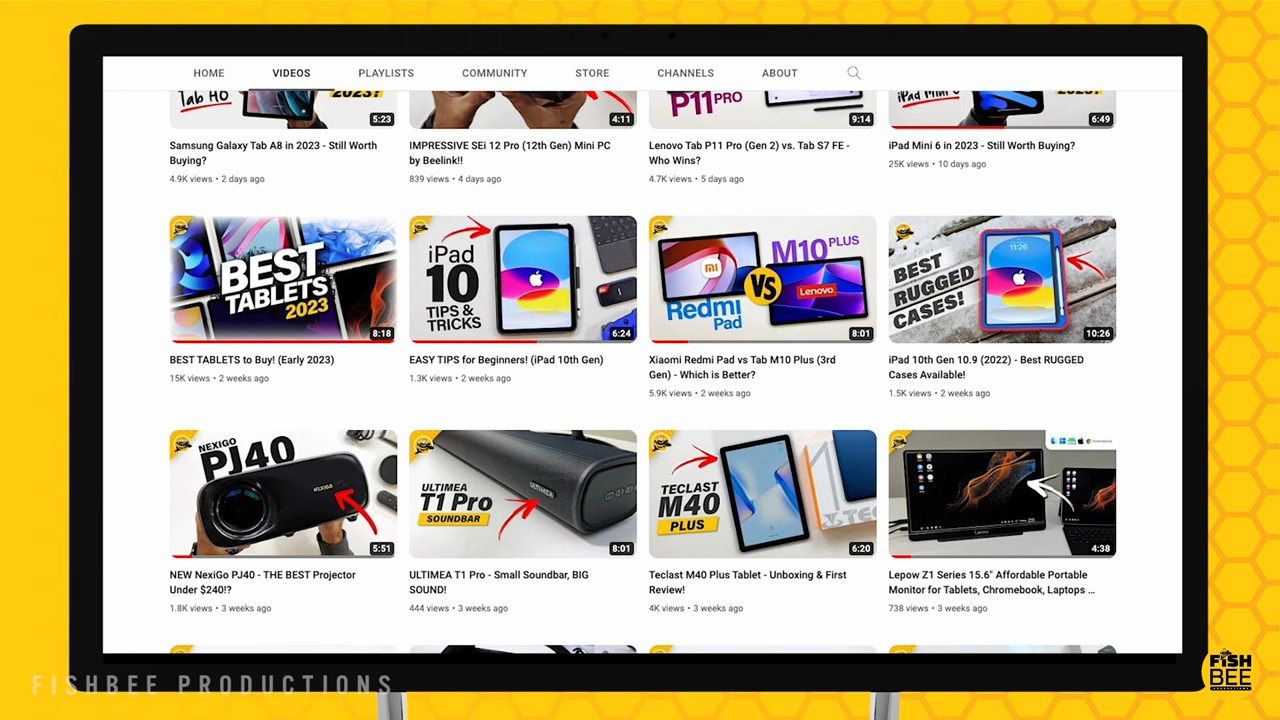 HOME VIDEOS PLAYLISTS COMMUNITY STORE CHANNELS ABOUT
Tab A8
2023?
5:23
4:11
P11 PRO
9:14
iPad Mini 6
2023?
6:49
Samsung Galaxy Tab A8 in 2023 - Still Worth
Buying?
4.9K views • 2 days ago
IMPRESSIVE SEi 12 Pro (12th Gen) Mini PC
by Beelink!!
839 views • 4 days ago
Lenovo Tab P11 Pro (Gen 2) vs. Tab S7 FE -
Who Wins?
4.7K views • 5 days ago
iPad Mini 6 in 2023 - Still Worth Buying?
25K views • 10 days ago
BEST
TABLETS
2023
8:18
iPad
10
TIPS &
TRICKS
6:24
M10 PLUS
mi
VS
Lenovo
Redmi
Pad
8:01
11:26
BEST
RUGGED
CASES!
10:26
BEST TABLETS to Buy! (Early 2023)
15K views • 2 weeks ago
EASY TIPS for Beginners! (iPad 10th Gen)
1.3K views • 2 weeks ago
Xiaomi Redmi Pad vs Tab M10 Plus (3rd
Gen) - Which is Better?
5.9K views • 2 weeks ago
iPad 10th Gen 10.9 (2022) - Best RUGGED
Cases Available!
1.5K views • 2 weeks ago
NEXIGO
PJ40
NEXIGO
5:51
ULTIMEA
ULTIMEA
T1 Pro
SOUNDBAR
8:01
TECLAST
M40
PLUS
6:20
chromebook
Lepow
4:38
NEW NexiGo PJ40 - THE BEST Projector
Under $240!?
1.8K views • 3 weeks ago
ULTIMEA T1 Pro - Small Soundbar, BIG
SOUND!
444 views • 3 weeks ago
Teclast M40 Plus Tablet - Unboxing & First
Review!
4K views • 3 weeks ago
Lepow Z1 Series 15.6" Affordable Portable
Monitor for Tablets, Chromebook, Laptops ...
738 views • 3 weeks ago
FISHBEE PRODUCTIONS
FISH
BEE
PRODUCTIONS